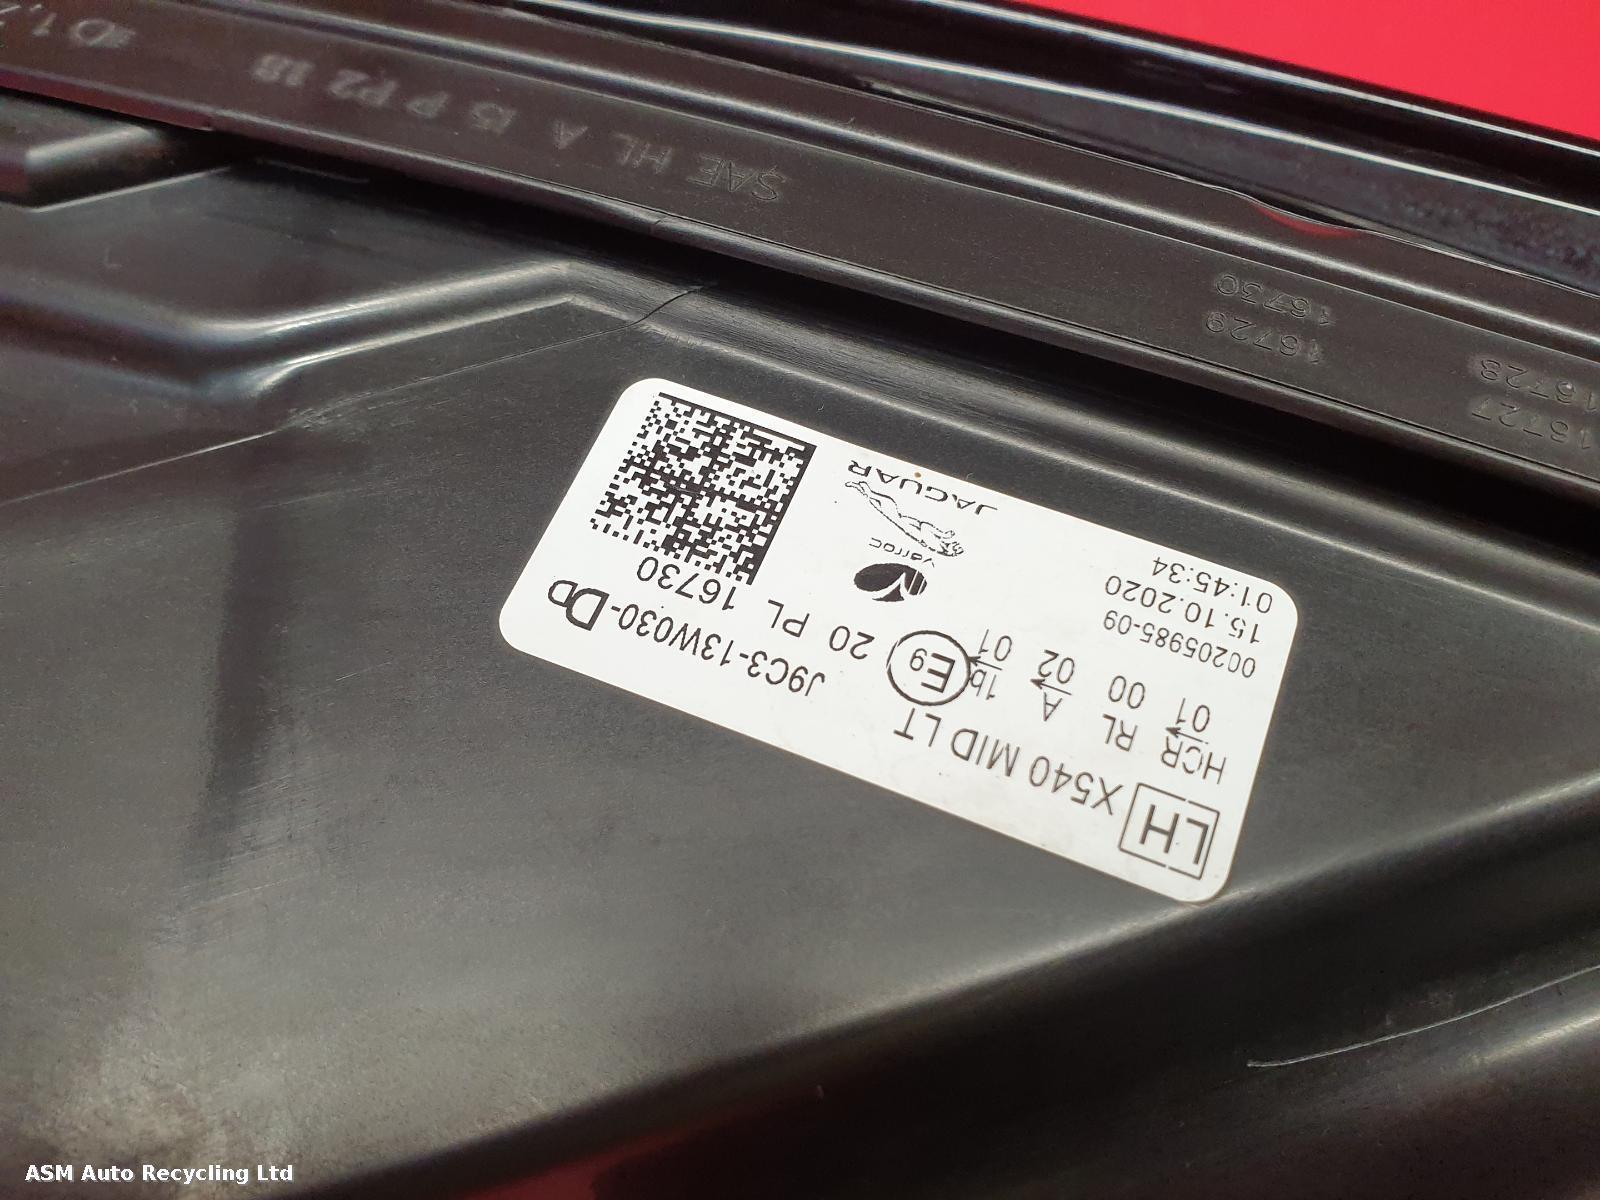 LH X540 MID LT J9C3-13W030-DD
HCR RL A 1b E9 20 PL 16730
01 00 02 01
00205985-09
15.10.2020
01:45:34
varroc
JAGUAR
SAE HL A I5 P P2 18
16727
16728
16729
16730
ASM Auto Recycling Ltd